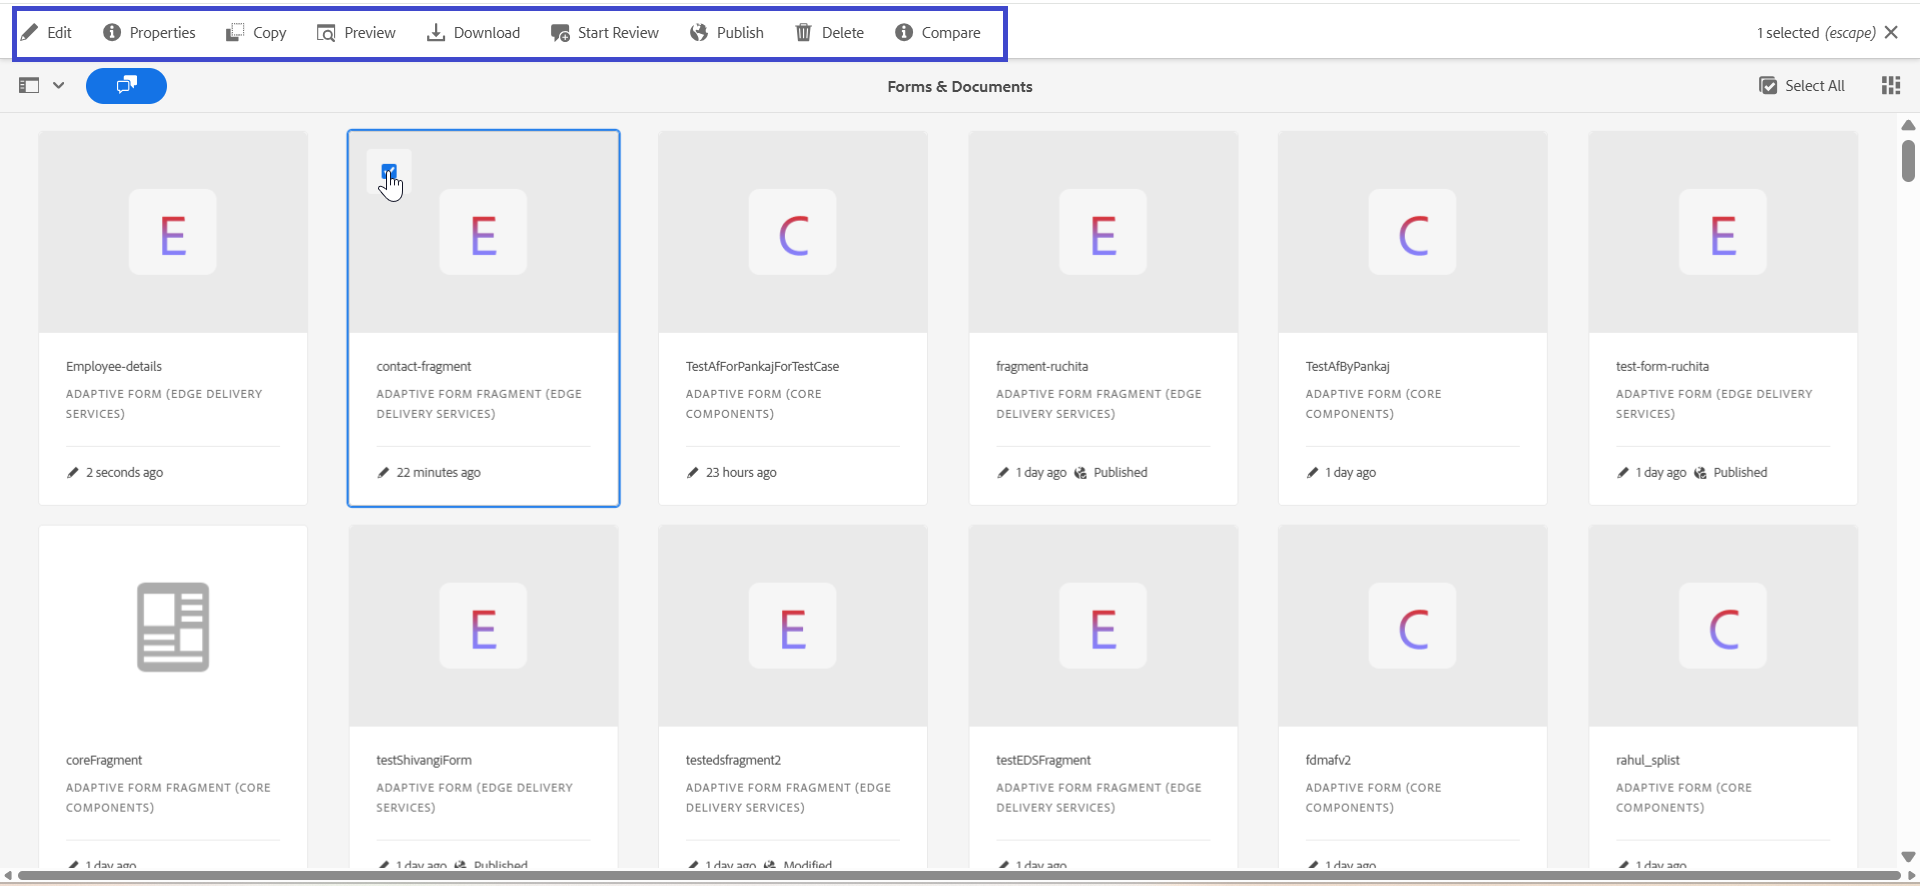 Edit Properties Copy Preview Download Start Review Publish Delete Compare 1 selected (escape)
Forms & Documents Select All
E E C E C E
Employee-details contact-fragment TestAfForPankajForTestCase fragment-ruchita TestAfByPankaj test-form-ruchita
ADAPTIVE FORM (EDGE DELIVERY ADAPTIVE FORM FRAGMENT (EDGE ADAPTIVE FORM (CORE ADAPTIVE FORM FRAGMENT (EDGE ADAPTIVE FORM (CORE ADAPTIVE FORM (EDGE DELIVERY
SERVICES) DELIVERY SERVICES) COMPONENTS) DELIVERY SERVICES) COMPONENTS) SERVICES)
2 seconds ago 22 minutes ago 23 hours ago 1 day ago Published 1 day ago 1 day ago Published
E E E C C
coreFragment testShivangiForm testedsfragment2 testEDSFragment fdmafv2 rahul_splist
ADAPTIVE FORM FRAGMENT (CORE ADAPTIVE FORM (EDGE DELIVERY ADAPTIVE FORM FRAGMENT (EDGE ADAPTIVE FORM FRAGMENT (EDGE ADAPTIVE FORM (CORE ADAPTIVE FORM (CORE
COMPONENTS) SERVICES) DELIVERY SERVICES) DELIVERY SERVICES) COMPONENTS) COMPONENTS)
1 day ago 1 day ago Published 1 day ago Modified 1 day ago 1 day ago 1 day ago